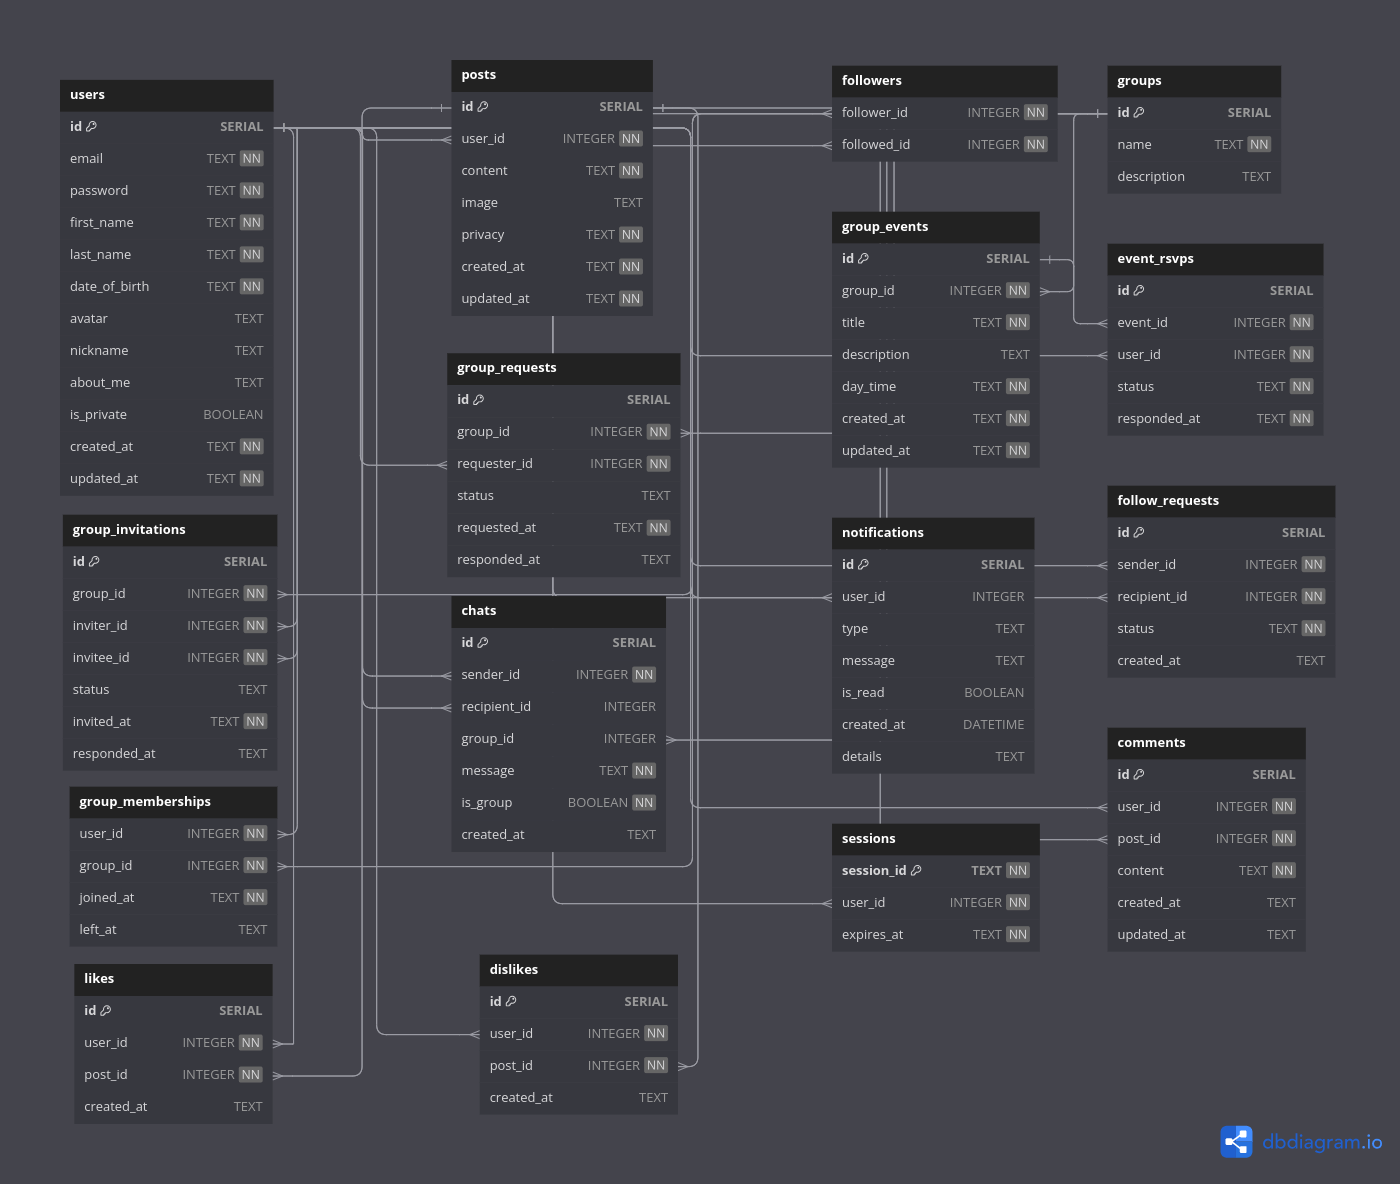 users
id SERIAL
email TEXT NN
password TEXT NN
first_name TEXT NN
last_name TEXT NN
date_of_birth TEXT NN
avatar TEXT
nickname TEXT
about_me TEXT
is_private BOOLEAN
created_at TEXT NN
updated_at TEXT NN
group_invitations
id SERIAL
group_id INTEGER NN
inviter_id INTEGER NN
invitee_id INTEGER NN
status TEXT
invited_at TEXT NN
responded_at TEXT
group_memberships
user_id INTEGER NN
group_id INTEGER NN
joined_at TEXT NN
left_at TEXT
likes
id SERIAL
user_id INTEGER NN
post_id INTEGER NN
created_at TEXT
posts
id SERIAL
user_id INTEGER NN
content TEXT NN
image TEXT
privacy TEXT NN
created_at TEXT NN
updated_at TEXT NN
group_requests
id SERIAL
group_id INTEGER NN
requester_id INTEGER NN
status TEXT
requested_at TEXT NN
responded_at TEXT
chats
id SERIAL
sender_id INTEGER NN
recipient_id INTEGER
group_id INTEGER
message TEXT NN
is_group BOOLEAN NN
created_at TEXT
dislikes
id SERIAL
user_id INTEGER NN
post_id INTEGER NN
created_at TEXT
followers
follower_id INTEGER NN
followed_id INTEGER NN
group_events
id SERIAL
group_id INTEGER NN
title TEXT NN
description TEXT
day_time TEXT NN
created_at TEXT NN
updated_at TEXT NN
notifications
id SERIAL
user_id INTEGER
type TEXT
message TEXT
is_read BOOLEAN
created_at DATETIME
details TEXT
sessions
session_id TEXT NN
user_id INTEGER NN
expires_at TEXT NN
groups
id SERIAL
name TEXT NN
description TEXT
event_rsvps
id SERIAL
event_id INTEGER NN
user_id INTEGER NN
status TEXT NN
responded_at TEXT NN
follow_requests
id SERIAL
sender_id INTEGER NN
recipient_id INTEGER NN
status TEXT NN
created_at TEXT
comments
id SERIAL
user_id INTEGER NN
post_id INTEGER NN
content TEXT NN
created_at TEXT
updated_at TEXT
dbdiagram.io